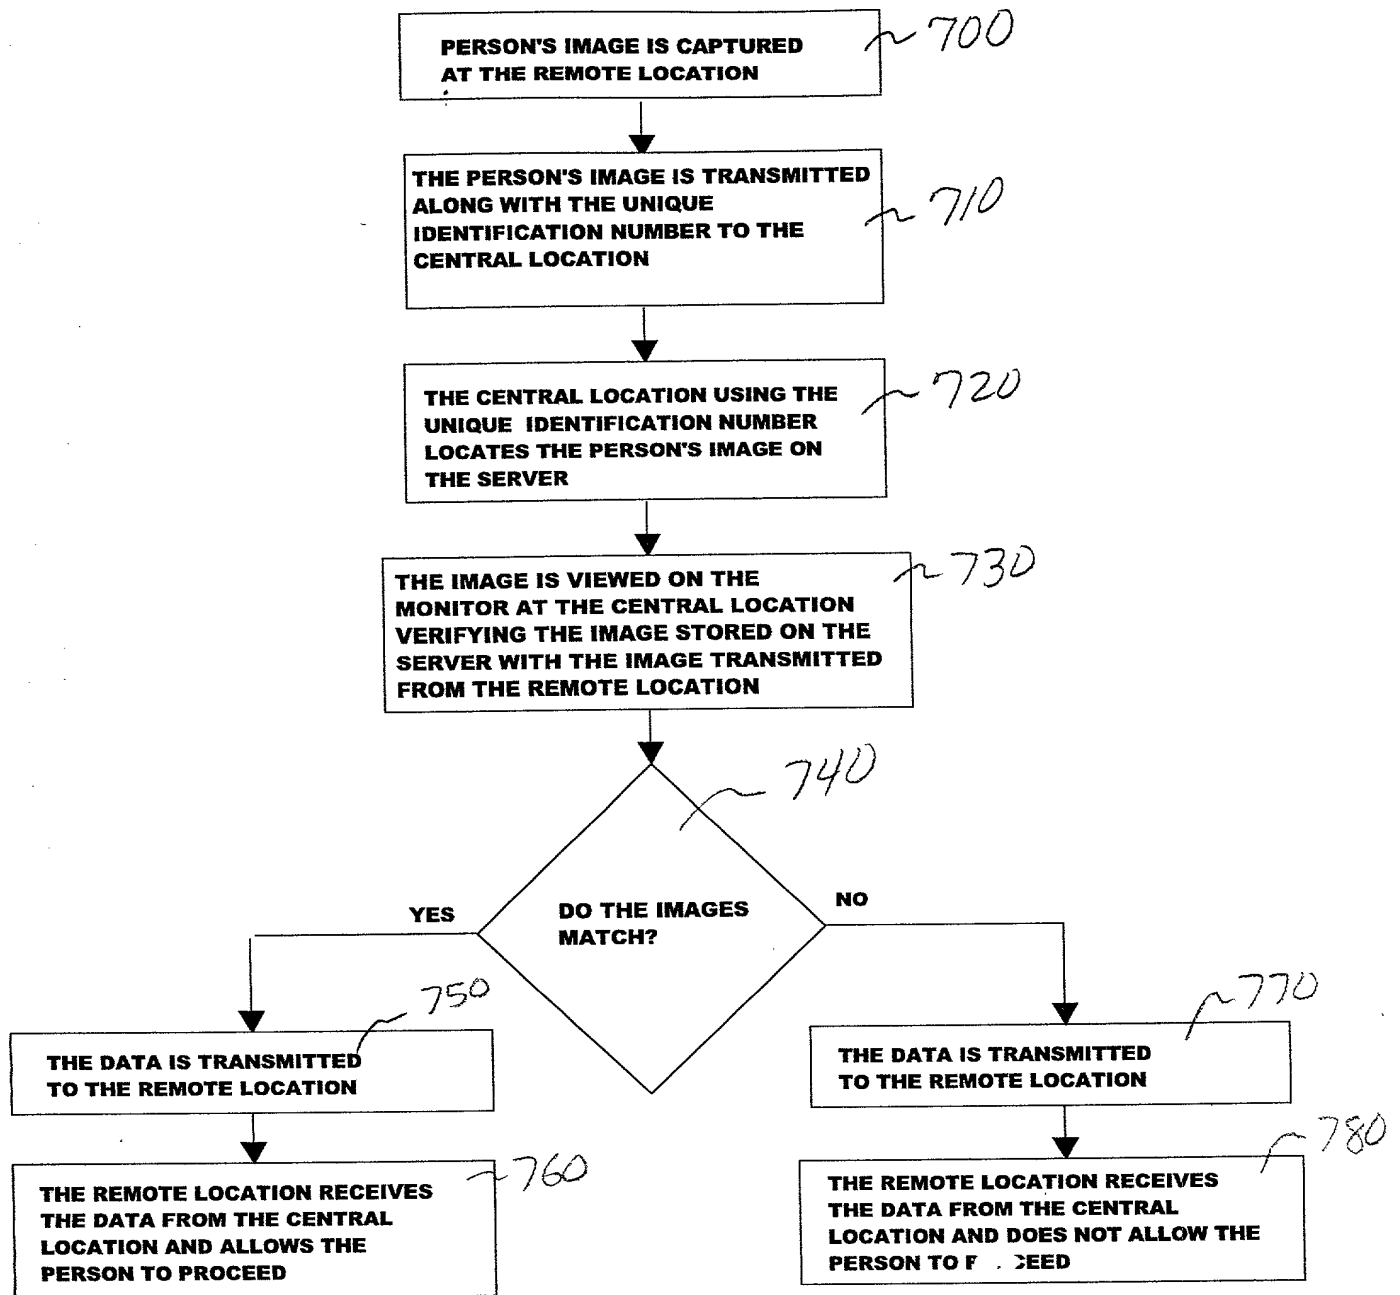 PERSON'S IMAGE IS CAPTURED
AT THE REMOTE LOCATION
700
THE PERSON'S IMAGE IS TRANSMITTED
ALONG WITH THE UNIQUE
IDENTIFICATION NUMBER TO THE
CENTRAL LOCATION
710
THE CENTRAL LOCATION USING THE
UNIQUE IDENTIFICATION NUMBER
LOCATES THE PERSON'S IMAGE ON
THE SERVER
720
THE IMAGE IS VIEWED ON THE
MONITOR AT THE CENTRAL LOCATION
VERIFYING THE IMAGE STORED ON THE
SERVER WITH THE IMAGE TRANSMITTED
FROM THE REMOTE LOCATION
730
740
DO THE IMAGES
MATCH?
YES
NO
750
THE DATA IS TRANSMITTED
TO THE REMOTE LOCATION
770
THE DATA IS TRANSMITTED
TO THE REMOTE LOCATION
760
THE REMOTE LOCATION RECEIVES
THE DATA FROM THE CENTRAL
LOCATION AND ALLOWS THE
PERSON TO PROCEED
780
THE REMOTE LOCATION RECEIVES
THE DATA FROM THE CENTRAL
LOCATION AND DOES NOT ALLOW THE
PERSON TO